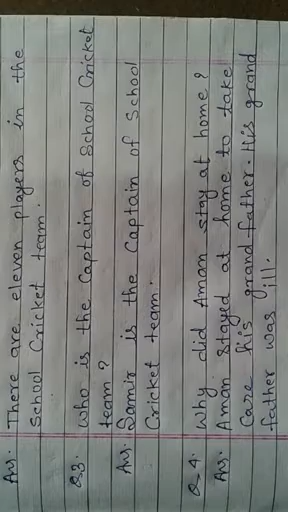 Ans. There are eleven players in the
School Cricket team.
Q3. Who is the Captain of School Cricket
team?
Ans. Samir is the Captain of School
Cricket team.
Q4. Why did Aman stay at home?
Ans. Aman stayed at home to take
Care his grand father. His grand
father was ill.